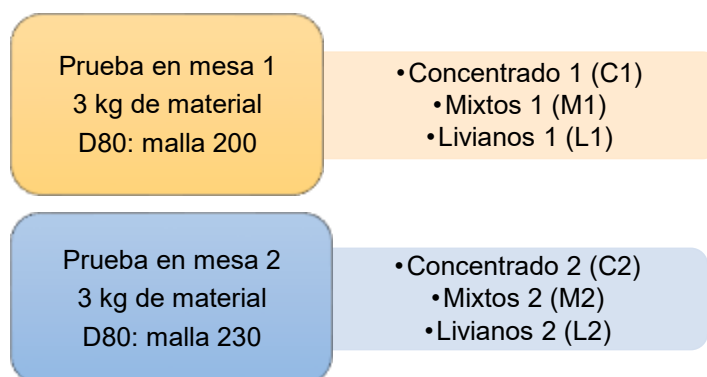 Prueba en mesa 1
3 kg de material
D80: malla 200
•Concentrado 1 (C1)
•Mixtos 1 (M1)
•Livianos 1 (L1)
Prueba en mesa 2
3 kg de material
D80: malla 230
•Concentrado 2 (C2)
•Mixtos 2 (M2)
•Livianos 2 (L2)